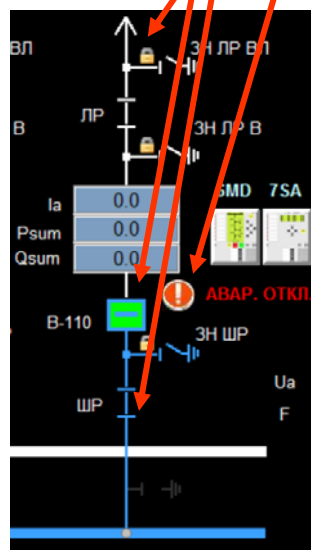 ВЛ
ЗН ЛР ВЛ
ЛР
В
ЗН ЛР В
Ia 0.0
6MD 7SA
Psum 0.0
Qsum 0.0
АВАР. ОТКЛ.
В-110
ЗН ШР
Ua
ШР
F